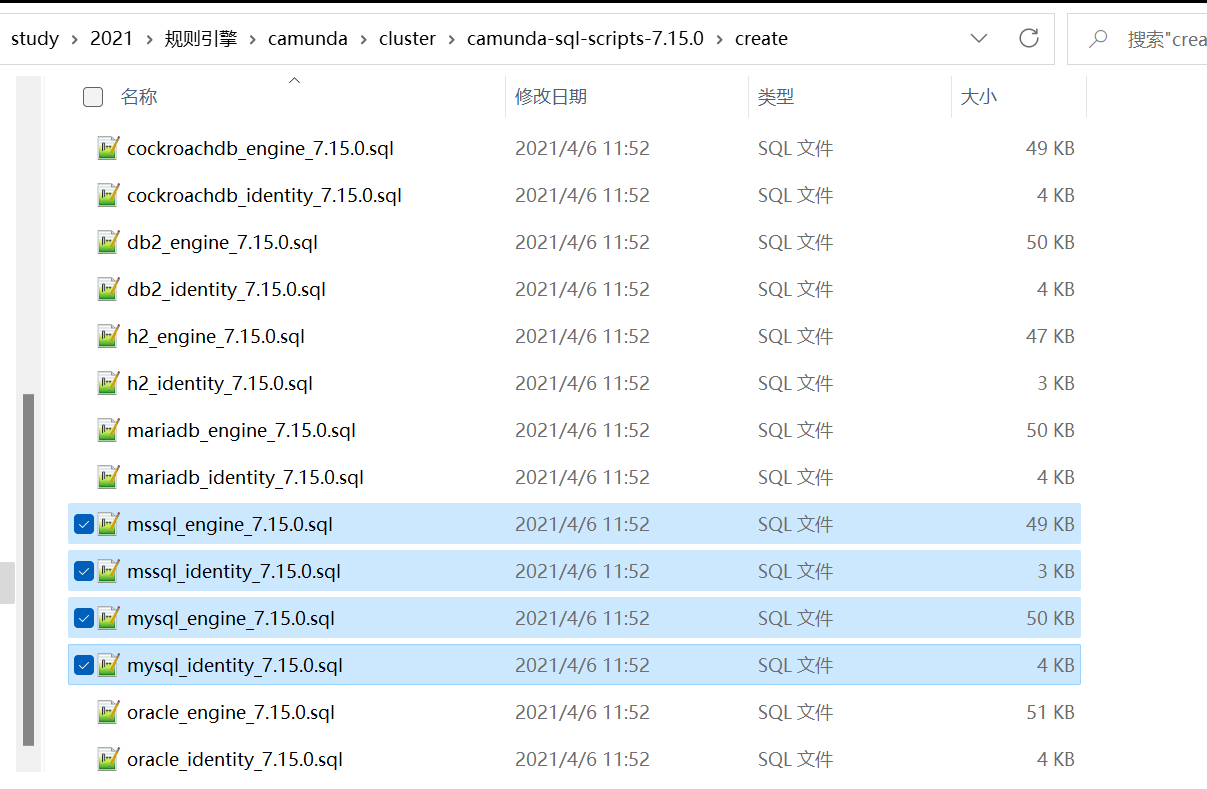 study › 2021 › 规则引擎 › camunda › cluster › camunda-sql-scripts-7.15.0 › create 搜索"crea
名称 修改日期 类型 大小
cockroachdb_engine_7.15.0.sql 2021/4/6 11:52 SQL 文件 49 KB
cockroachdb_identity_7.15.0.sql 2021/4/6 11:52 SQL 文件 4 KB
db2_engine_7.15.0.sql 2021/4/6 11:52 SQL 文件 50 KB
db2_identity_7.15.0.sql 2021/4/6 11:52 SQL 文件 4 KB
h2_engine_7.15.0.sql 2021/4/6 11:52 SQL 文件 47 KB
h2_identity_7.15.0.sql 2021/4/6 11:52 SQL 文件 3 KB
mariadb_engine_7.15.0.sql 2021/4/6 11:52 SQL 文件 50 KB
mariadb_identity_7.15.0.sql 2021/4/6 11:52 SQL 文件 4 KB
mssql_engine_7.15.0.sql 2021/4/6 11:52 SQL 文件 49 KB
mssql_identity_7.15.0.sql 2021/4/6 11:52 SQL 文件 3 KB
mysql_engine_7.15.0.sql 2021/4/6 11:52 SQL 文件 50 KB
mysql_identity_7.15.0.sql 2021/4/6 11:52 SQL 文件 4 KB
oracle_engine_7.15.0.sql 2021/4/6 11:52 SQL 文件 51 KB
oracle_identity_7.15.0.sql 2021/4/6 11:52 SQL 文件 4 KB